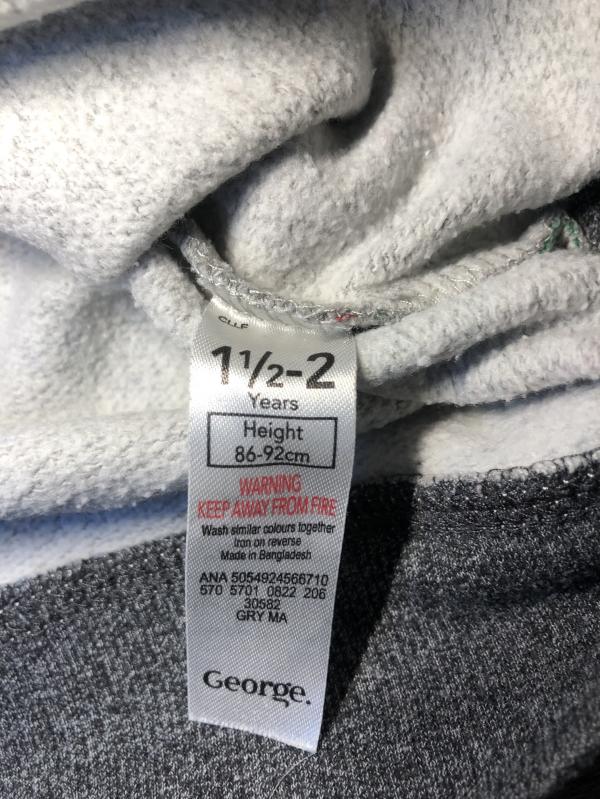 CLLF
1½-2
Years
Height
86-92cm
WARNING
KEEP AWAY FROM FIRE
Wash similar colours together
Iron on reverse
Made in Bangladesh
ANA 5054924566710
570 5701 0822 206
30582
GRY MA
George.